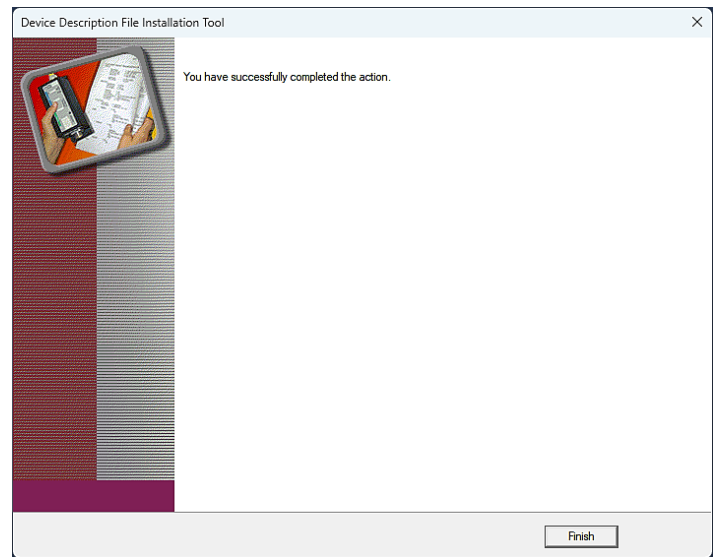 Device Description File Installation Tool
You have successfully completed the action.
Finish